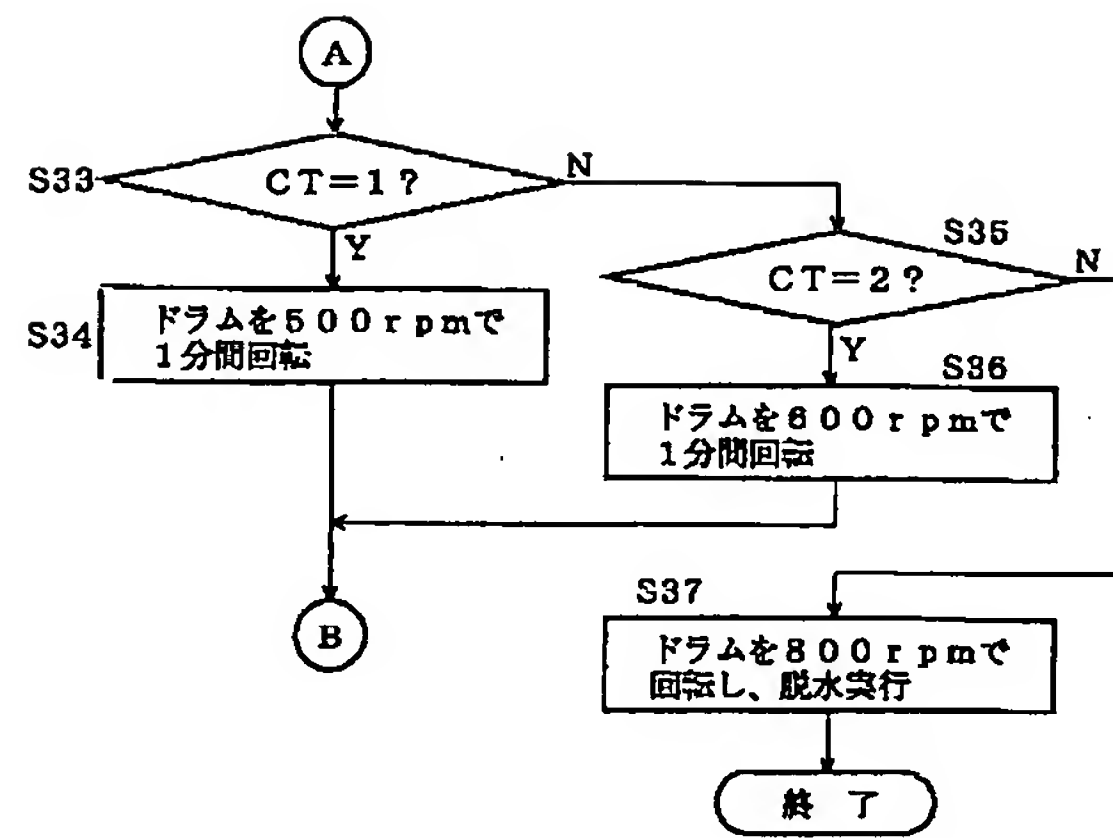 A
S33
CT=1?
N
Y
S35
CT=2?
N
S34
ドラムを500rpmで
1分間回転
Y
S36
ドラムを600rpmで
1分間回転
B
S37
ドラムを800rpmで
回転し、脱水実行
終 了